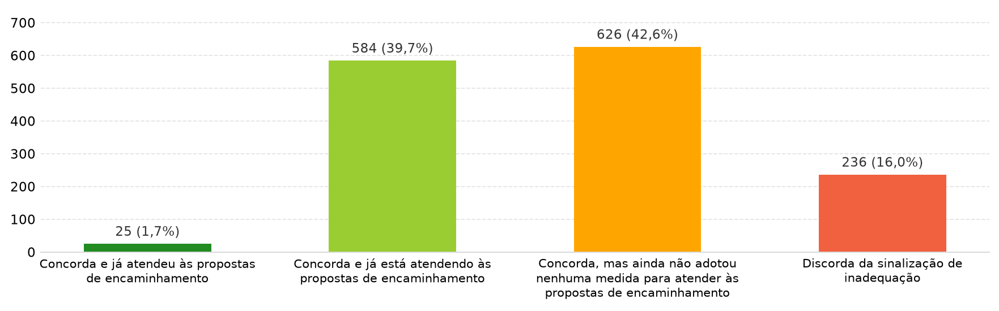 700
600
500
400
300
200
100
0
25 (1,7%)
584 (39,7%)
626 (42,6%)
236 (16,0%)
Concorda e já atendeu às propostas
de encaminhamento
Concorda e já está atendendo às
propostas de encaminhamento
Concorda, mas ainda não adotou
nenhuma medida para atender às
propostas de encaminhamento
Discorda da sinalização de
inadequação